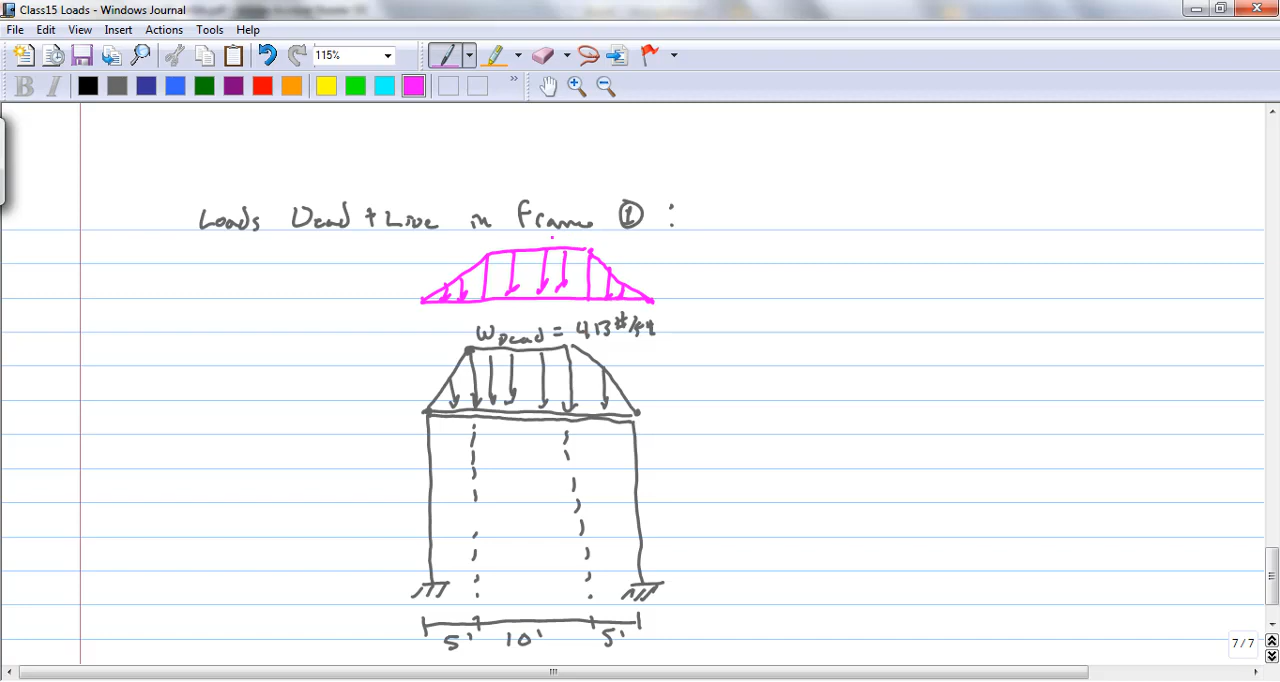 Class15 Loads - Windows Journal
File Edit View Insert Actions Tools Help
115%
B I
Loads Dead + Live in Frame ① :
W Dead = 413 #/ft
5' 10' 5'
7 / 7